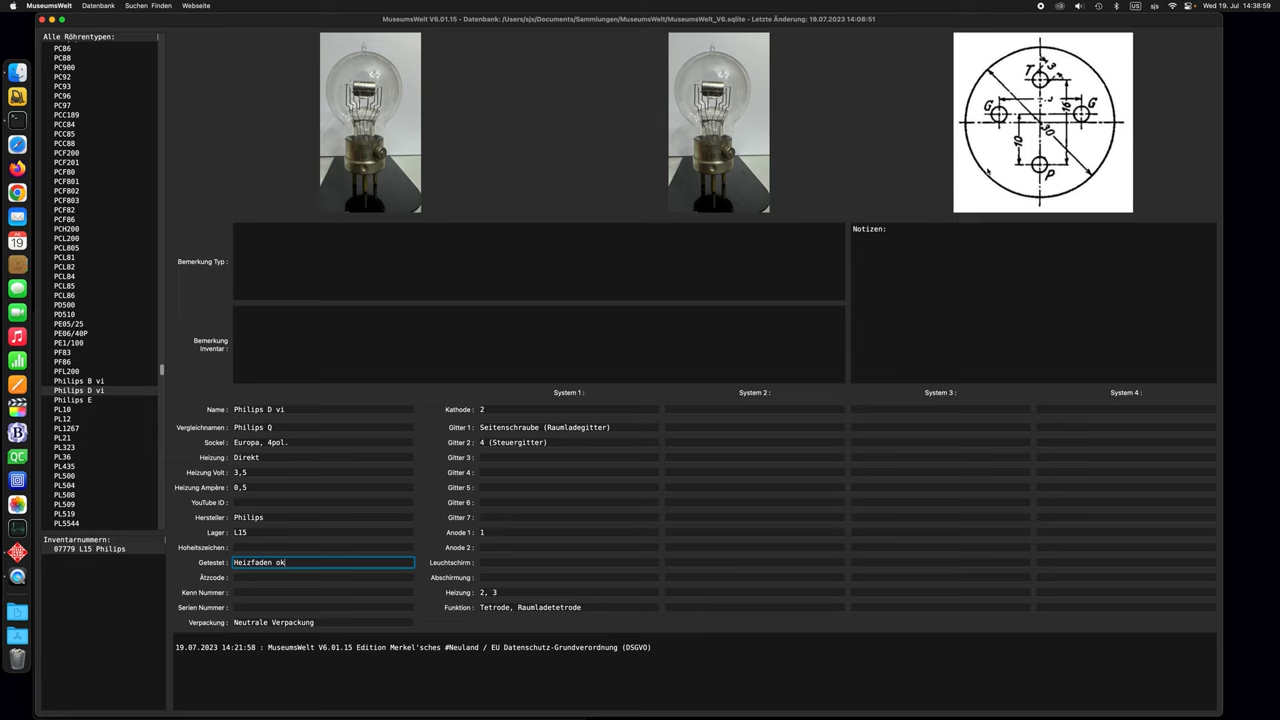 MuseumsWelt Datenbank Suchen Finden Webseite
US sjs Wed 19. Jul 14:38:59
MuseumsWelt V6.01.15 - Datenbank: /Users/sjs/Documents/Sammlungen/MuseumsWelt/MuseumsWelt_V6.sqlite - Letzte Änderung: 19.07.2023 14:08:51
Alle Röhrentypen:
PC86
PC88
PC900
PC92
PC93
PC96
PC97
PCC189
PCC84
PCC85
PCC88
PCF200
PCF201
PCF80
PCF801
PCF802
PCF803
PCF82
PCF86
PCH200
PCL200
PCL805
PCL81
PCL82
PCL84
PCL85
PCL86
PD500
PD510
PE05/25
PE06/40P
PE1/100
PF83
PF86
PFL200
Philips B vi
Philips D vi
Philips E
PL10
PL12
PL1267
PL21
PL323
PL36
PL435
PL500
PL504
PL508
PL509
PL519
PL5544
Inventarnummern:
07779 L15 Philips
T 3
G G
16
30
10
P
Bemerkung Typ :
Notizen:
Bemerkung
Inventar :
System 1 : System 2 : System 3 : System 4 :
Name : Philips D vi
Vergleichnamen : Philips Q
Sockel : Europa, 4pol.
Heizung : Direkt
Heizung Volt : 3,5
Heizung Ampère : 0,5
YouTube ID :
Hersteller : Philips
Lager : L15
Hoheitszeichen :
Getestet : Heizfaden ok
Ätzcode :
Kenn Nummer :
Serien Nummer :
Verpackung : Neutrale Verpackung
Kathode : 2
Gitter 1 : Seitenschraube (Raumladegitter)
Gitter 2 : 4 (Steuergitter)
Gitter 3 :
Gitter 4 :
Gitter 5 :
Gitter 6 :
Gitter 7 :
Anode 1 : 1
Anode 2 :
Leuchtschirm :
Abschirmung :
Heizung : 2, 3
Funktion : Tetrode, Raumladetetrode
19.07.2023 14:21:58 : MuseumsWelt V6.01.15 Edition Merkel'sches #Neuland / EU Datenschutz-Grundverordnung (DSGVO)